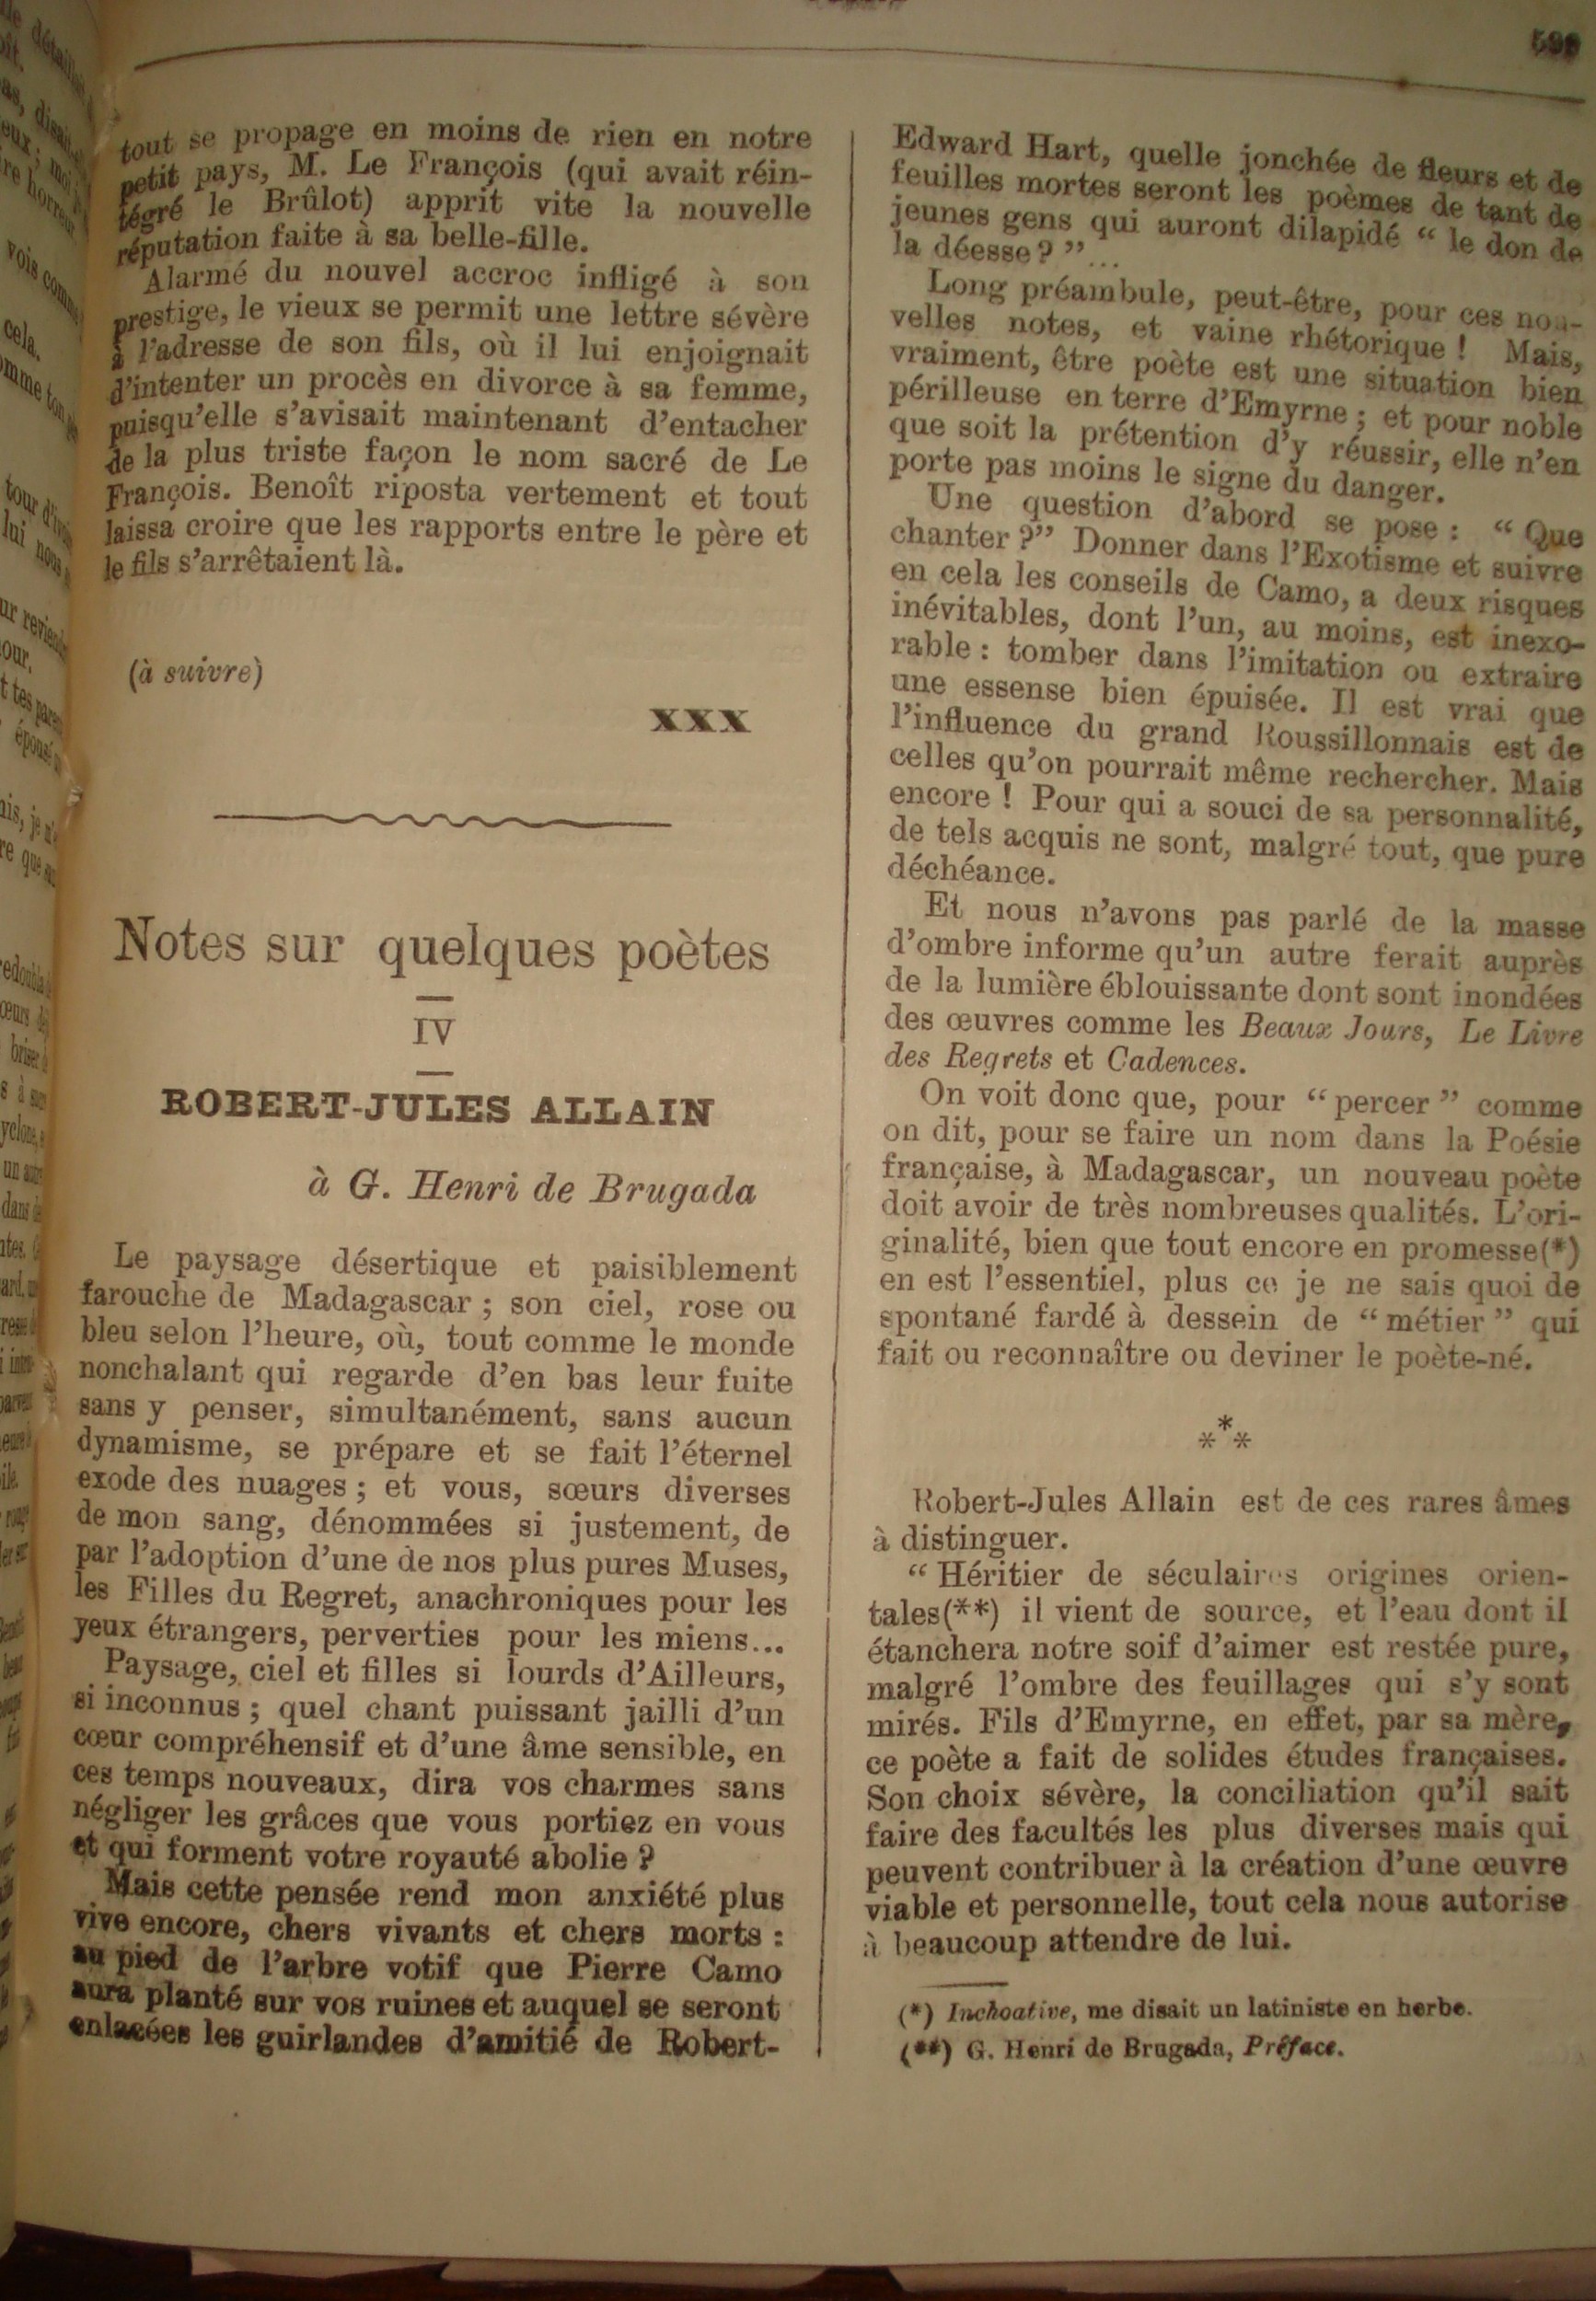 tout se propage en moins de rien en notre
petit pays, M. Le François (qui avait réin-
tégré le Brûlot) apprit vite la nouvelle
réputation faite à sa belle-fille.
Alarmé du nouvel accroc infligé à son
prestige, le vieux se permit une lettre sévère
à l'adresse de son fils, où il lui enjoignait
d'intenter un procès en divorce à sa femme,
puisqu'elle s'avisait maintenant d'entacher
de la plus triste façon le nom sacré de Le
François. Benoît riposta vertement et tout
laissa croire que les rapports entre le père et
le fils s'arrêtaient là.
(à suivre)
XXX
Notes sur quelques poètes
IV
ROBERT-JULES ALLAIN
à G. Henri de Brugada
Le paysage désertique et paisiblement
farouche de Madagascar ; son ciel, rose ou
bleu selon l'heure, où, tout comme le monde
nonchalant qui regarde d'en bas leur fuite
sans y penser, simultanément, sans aucun
dynamisme, se prépare et se fait l'éternel
exode des nuages ; et vous, sœurs diverses
de mon sang, dénommées si justement, de
par l'adoption d'une de nos plus pures Muses,
les Filles du Regret, anachroniques pour les
yeux étrangers, perverties pour les miens...
Paysage, ciel et filles si lourds d'Ailleurs,
si inconnus ; quel chant puissant jailli d'un
cœur compréhensif et d'une âme sensible, en
ces temps nouveaux, dira vos charmes sans
négliger les grâces que vous portiez en vous
et qui forment votre royauté abolie ?
Mais cette pensée rend mon anxiété plus
vive encore, chers vivants et chers morts :
au pied de l'arbre votif que Pierre Camo
aura planté sur vos ruines et auquel se seront
enlacées les guirlandes d'amitié de Robert-
Edward Hart, quelle jonchée de fleurs et de
feuilles mortes seront les poèmes de tant de
jeunes gens qui auront dilapidé “ le don de
la déesse ? ”...
Long préambule, peut-être, pour ces nou-
velles notes, et vaine rhétorique ! Mais,
vraiment, être poète est une situation bien
périlleuse en terre d'Emyrne ; et pour noble
que soit la prétention d'y réussir, elle n'en
porte pas moins le signe du danger.
Une question d'abord se pose : “ Que
chanter ?” Donner dans l'Exotisme et suivre
en cela les conseils de Camo, a deux risques
inévitables, dont l'un, au moins, est inexo-
rable : tomber dans l'imitation ou extraire
une essense bien épuisée. Il est vrai que
l'influence du grand Roussillonnais est de
celles qu'on pourrait même rechercher. Mais
encore ! Pour qui a souci de sa personnalité,
de tels acquis ne sont, malgré tout, que pure
déchéance.
Et nous n'avons pas parlé de la masse
d'ombre informe qu'un autre ferait auprès
de la lumière éblouissante dont sont inondées
des œuvres comme les Beaux Jours, Le Livre
des Regrets et Cadences.
On voit donc que, pour “ percer ” comme
on dit, pour se faire un nom dans la Poésie
française, à Madagascar, un nouveau poète
doit avoir de très nombreuses qualités. L'ori-
ginalité, bien que tout encore en promesse(*)
en est l'essentiel, plus ce je ne sais quoi de
spontané fardé à dessein de “ métier ” qui
fait ou reconnaître ou deviner le poète-né.
***
Robert-Jules Allain est de ces rares âmes
à distinguer.
“ Héritier de séculaires origines orien-
tales(**) il vient de source, et l'eau dont il
étanchera notre soif d'aimer est restée pure,
malgré l'ombre des feuillages qui s'y sont
mirés. Fils d'Emyrne, en effet, par sa mère,
ce poète a fait de solides études françaises.
Son choix sévère, la conciliation qu'il sait
faire des facultés les plus diverses mais qui
peuvent contribuer à la création d'une œuvre
viable et personnelle, tout cela nous autorise
à beaucoup attendre de lui.
(*) Inchoative, me disait un latiniste en herbe.
(**) G. Henri de Brugada, Préface.